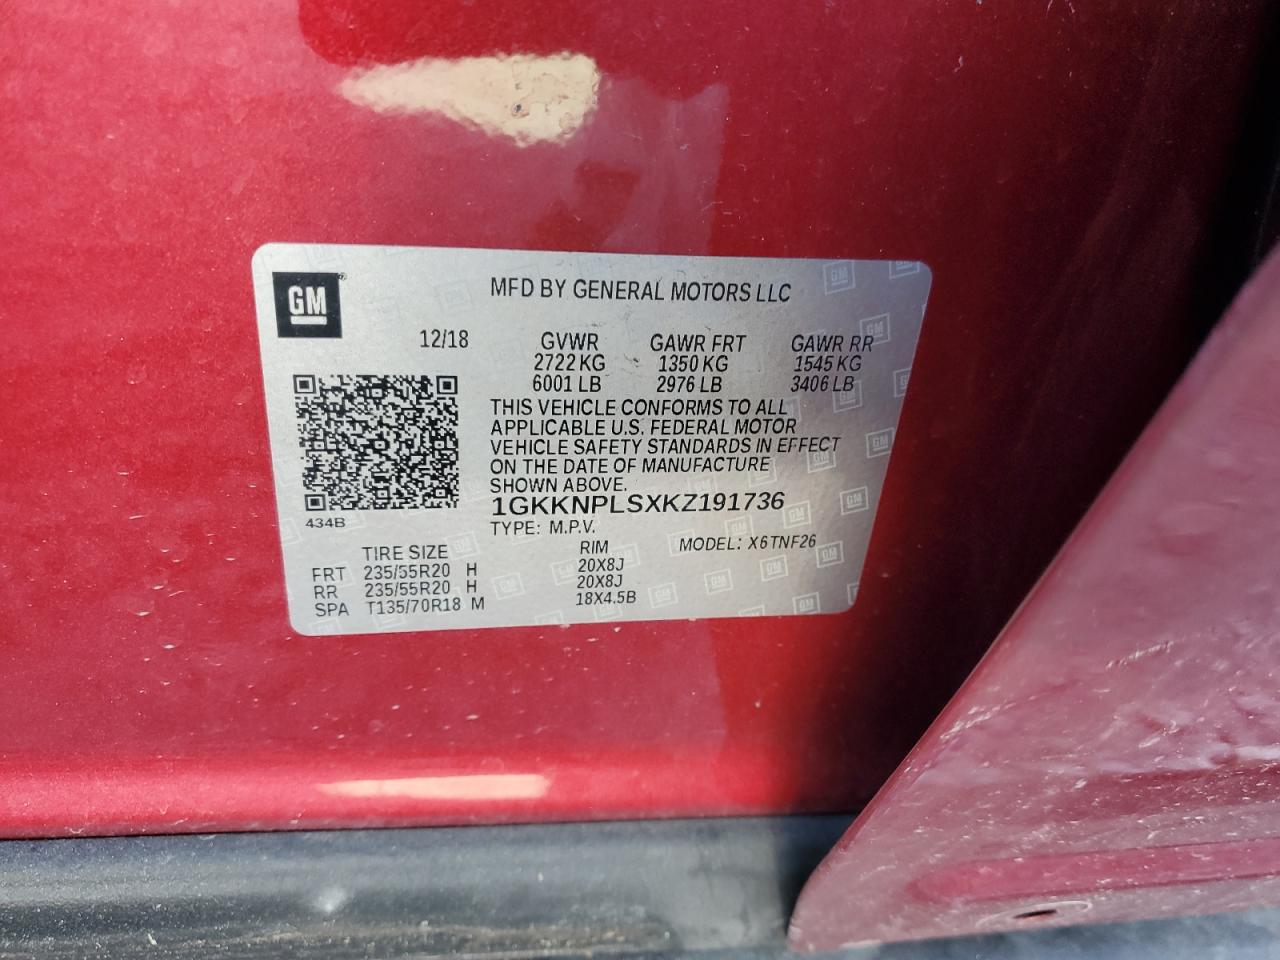 GM
MFD BY GENERAL MOTORS LLC
12/18 GVWR GAWR FRT GAWR RR
2722 KG 1350 KG 1545 KG
6001 LB 2976 LB 3406 LB
THIS VEHICLE CONFORMS TO ALL
APPLICABLE U.S. FEDERAL MOTOR
VEHICLE SAFETY STANDARDS IN EFFECT
ON THE DATE OF MANUFACTURE
SHOWN ABOVE.
1GKKNPLSXKZ191736
434B
TYPE: M.P.V.
MODEL: X6TNF26
TIRE SIZE RIM
FRT 235/55R20 H 20X8J
RR 235/55R20 H 20X8J
SPA T135/70R18 M 18X4.5B